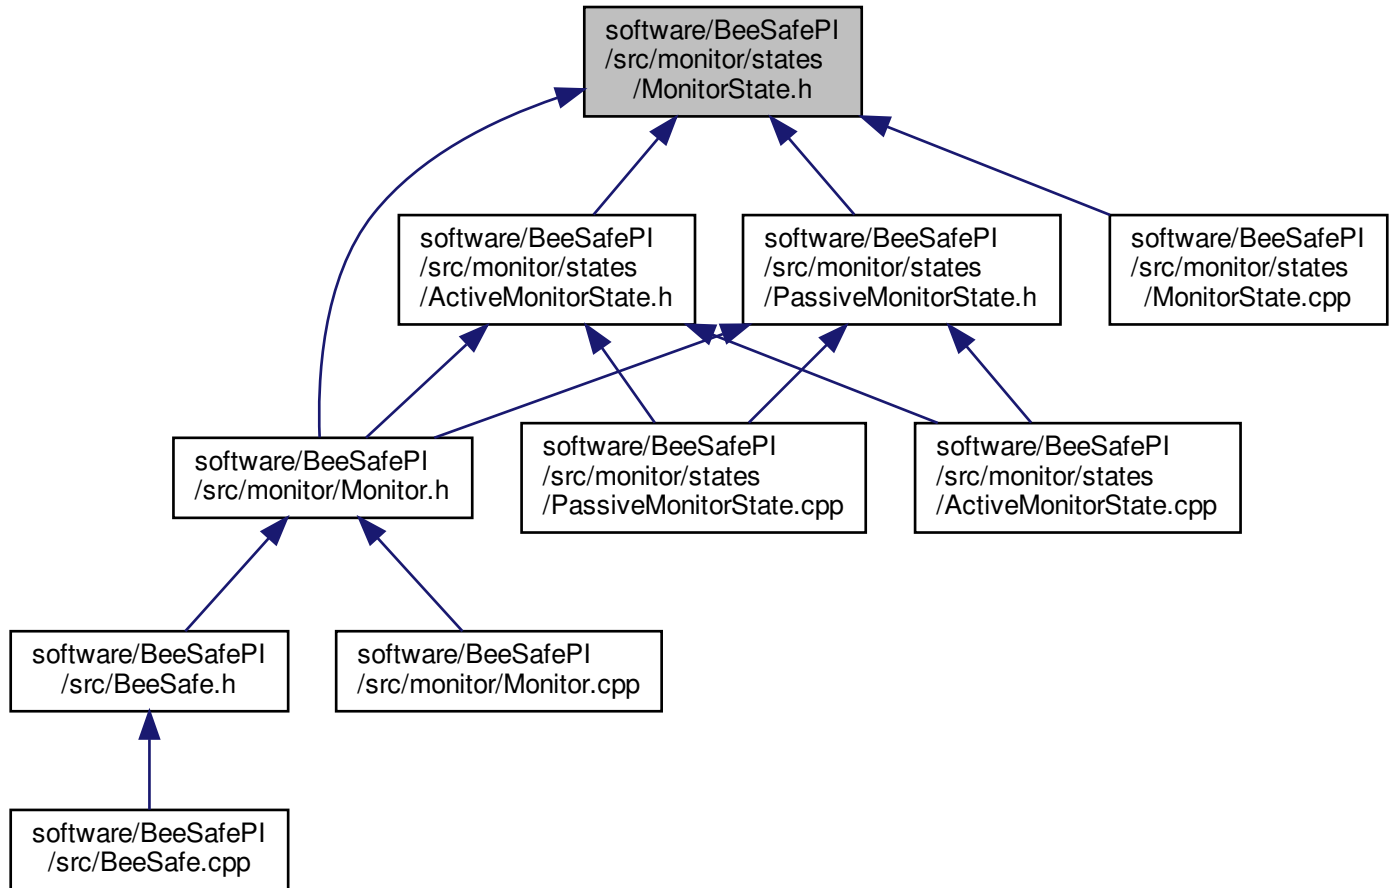 software/BeeSafePI
/src/monitor/states
/MonitorState.h
software/BeeSafePI
/src/monitor/states
/ActiveMonitorState.h
software/BeeSafePI
/src/monitor/states
/PassiveMonitorState.h
software/BeeSafePI
/src/monitor/states
/MonitorState.cpp
software/BeeSafePI
/src/monitor/Monitor.h
software/BeeSafePI
/src/monitor/states
/PassiveMonitorState.cpp
software/BeeSafePI
/src/monitor/states
/ActiveMonitorState.cpp
software/BeeSafePI
/src/BeeSafe.h
software/BeeSafePI
/src/monitor/Monitor.cpp
software/BeeSafePI
/src/BeeSafe.cpp